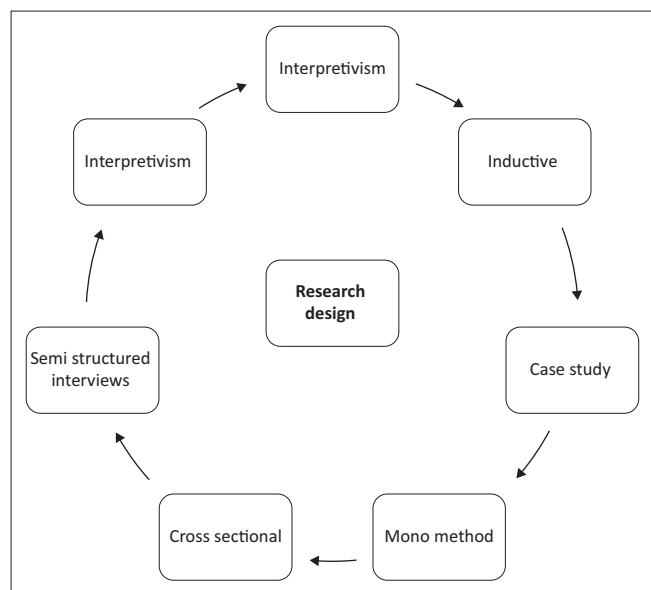 Interpretivism
Interpretivism
Inductive
Research
design
Semi structured
interviews
Case study
Cross sectional
Mono method